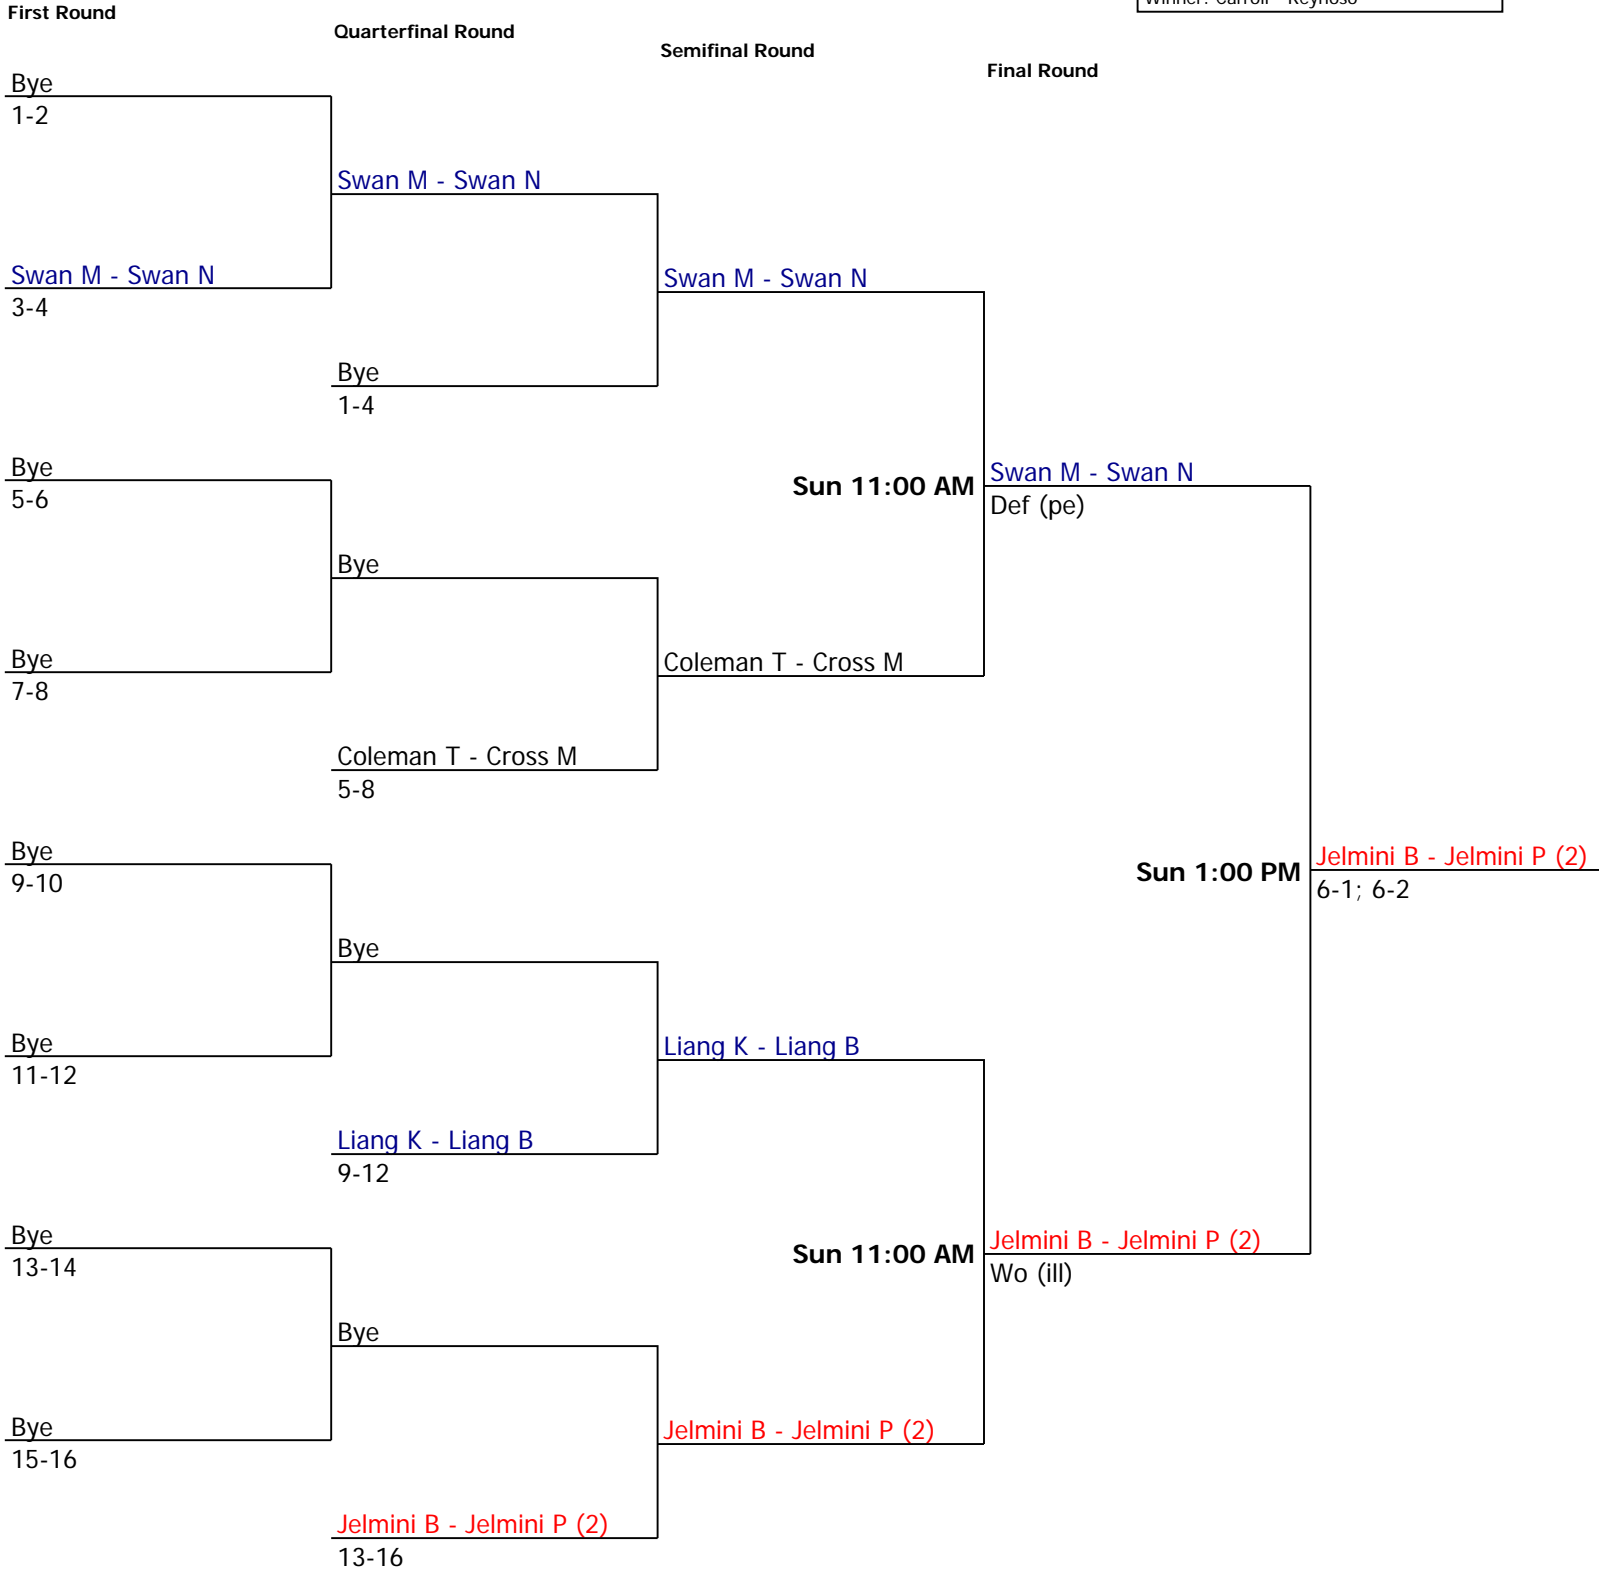 Winner: Carroll - Reynoso
First Round
Quarterfinal Round
Semifinal Round
Final Round
Bye
1-2
Swan M - Swan N
Swan M - Swan N
3-4
Swan M - Swan N
Bye
1-4
Bye
5-6
Sun 11:00 AM
Swan M - Swan N
Def (pe)
Bye
Bye
7-8
Coleman T - Cross M
Coleman T - Cross M
5-8
Bye
9-10
Sun 1:00 PM
Jelmini B - Jelmini P (2)
6-1; 6-2
Bye
Bye
11-12
Liang K - Liang B
Liang K - Liang B
9-12
Bye
13-14
Sun 11:00 AM
Jelmini B - Jelmini P (2)
Wo (ill)
Bye
Bye
15-16
Jelmini B - Jelmini P (2)
Jelmini B - Jelmini P (2)
13-16